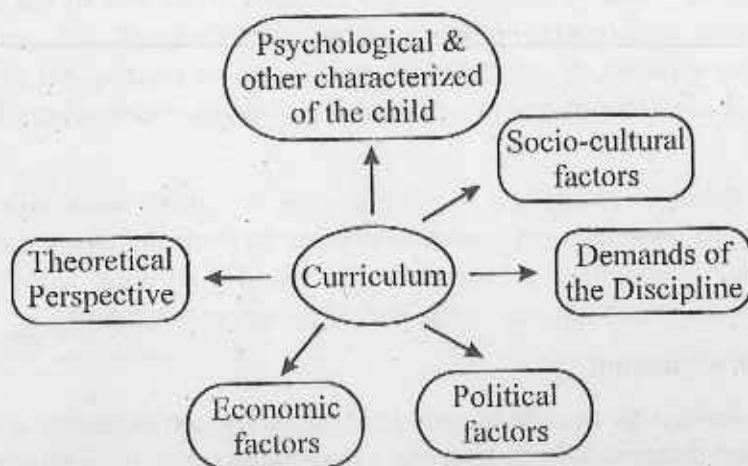 Psychological &
other characterized
of the child
Socio-cultural
factors
Theoretical
Perspective
Curriculum
Demands of
the Discipline
Economic
factors
Political
factors